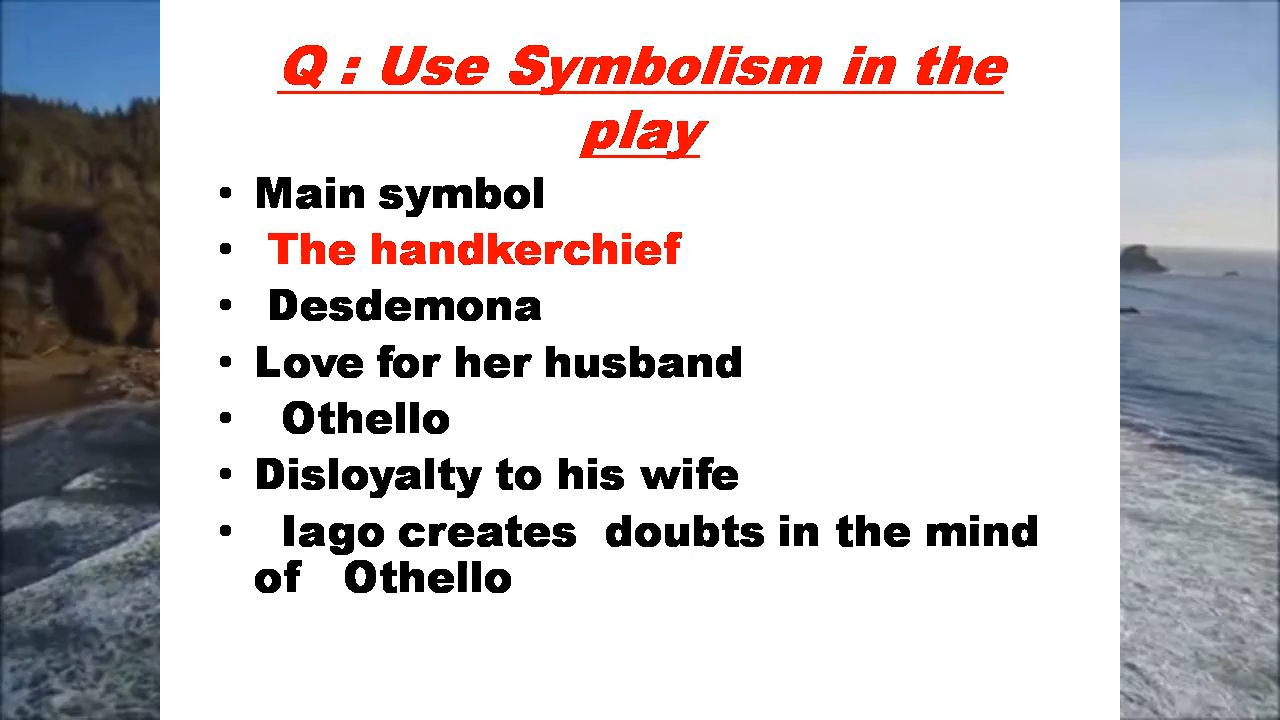 Q : Use Symbolism in the
play
• Main symbol
• The handkerchief
• Desdemona
• Love for her husband
• Othello
• Disloyalty to his wife
• Iago creates doubts in the mind
of Othello